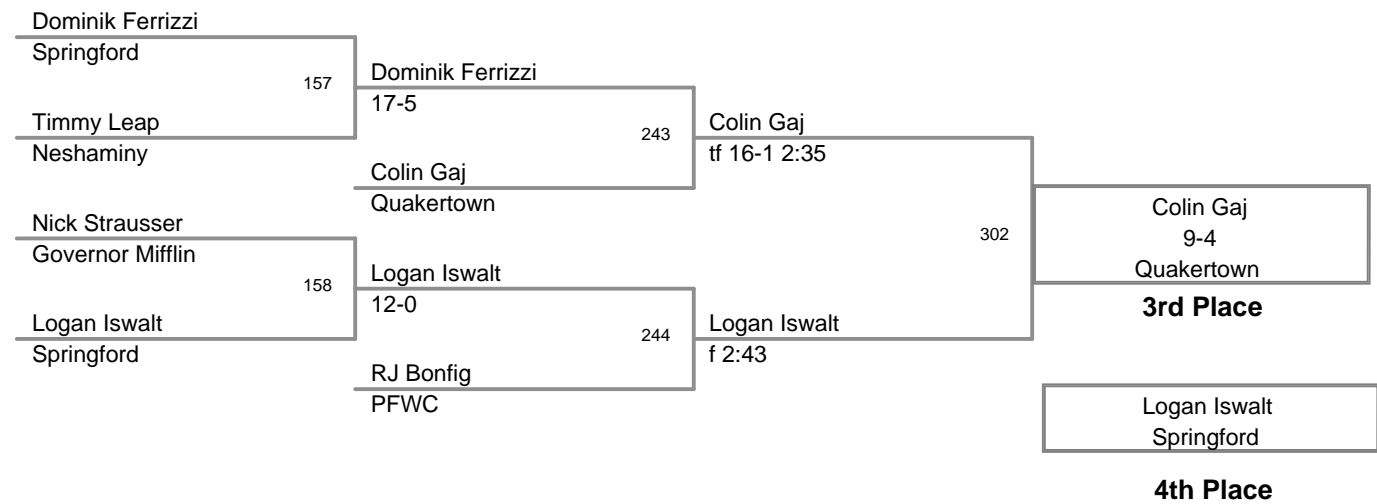 Dominik Ferrizzi
Springford
157
Dominik Ferrizzi
17-5
Timmy Leap
Neshaminy
243
Colin Gaj
tf 16-1 2:35
Colin Gaj
Quakertown
Nick Strausser
Governor Mifflin
158
Logan Iswalt
12-0
Logan Iswalt
Springford
244
Logan Iswalt
f 2:43
RJ Bonfig
PFWC
302
Colin Gaj
9-4
Quakertown
3rd Place
Logan Iswalt
Springford
4th Place